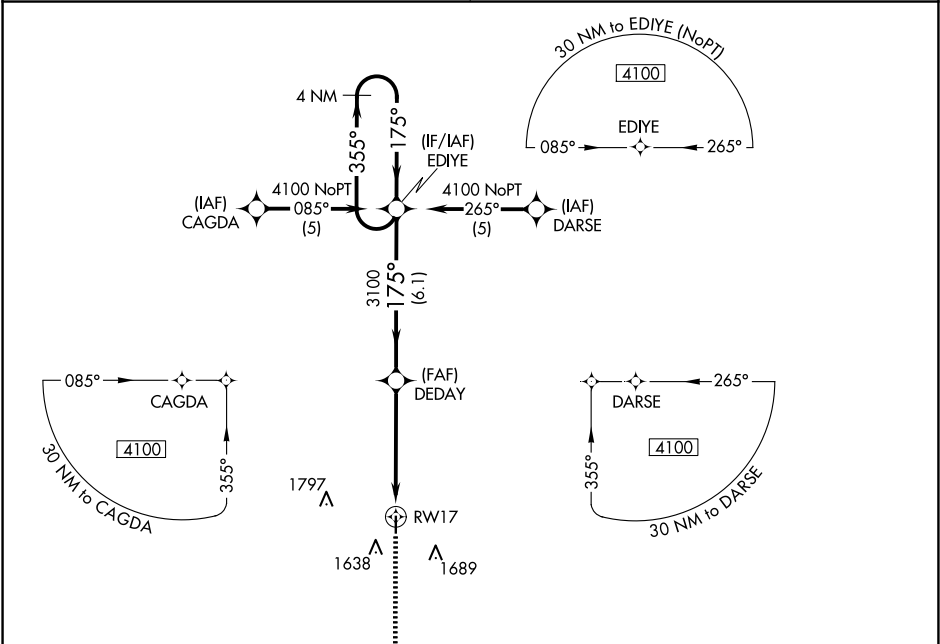 30 NM to EDIYE (NoPT)
4100
EDIYE
085°
265°
4 NM
355°
175°
(IF/IAF)
EDIYE
(IAF)
CAGDA
4100 NoPT
085°
(5)
4100 NoPT
265°
(5)
(IAF)
DARSE
3100
175°
(6.1)
(FAF)
DEDAY
085°
CAGDA
4100
355°
30 NM to CAGDA
265°
DARSE
4100
355°
30 NM to DARSE
1797
RW17
1638
1689